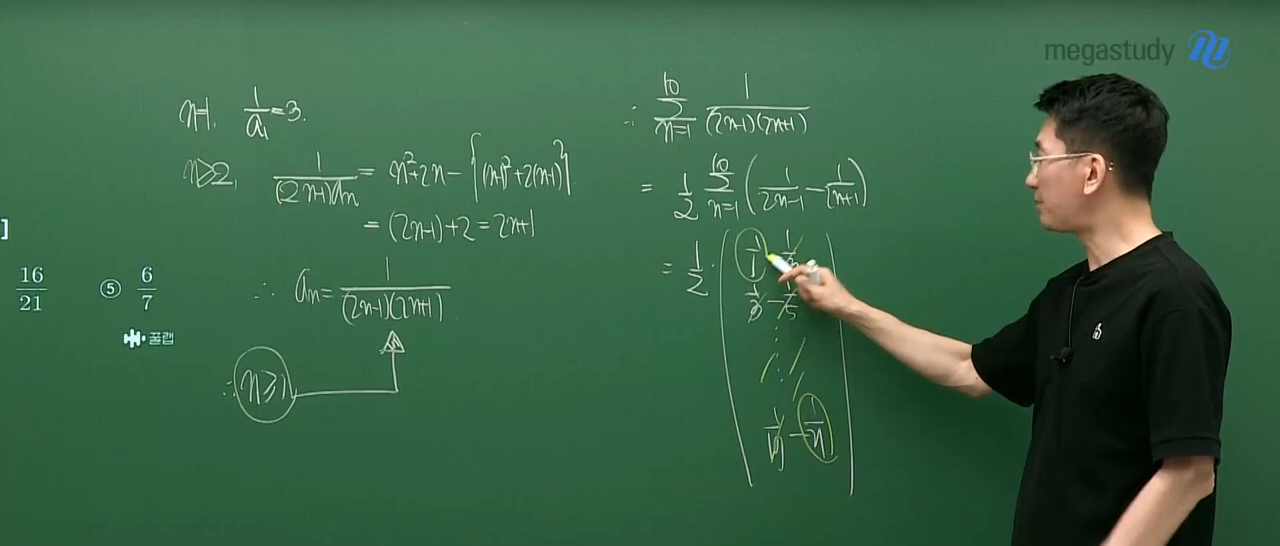 megastudy
n=1, 1/a₁ = 3.
n≥2, 1/((2n-1)aₙ) = n²+2n-{(n-1)²+2(n-1)}
= (2n-1)+2 = 2n+1
∴ aₙ = 1/((2n-1)(2n+1))
∴ n≥1
]
16/21 ⑤ 6/7
꿀랩
∴ 10 Σ n=1 1/((2n-1)(2n+1))
= 1/2 10 Σ n=1 (1/(2n-1) - 1/(2n+1))
= 1/2 · ( 1/1 - 1/3
1/3 - 1/5
⋮
1/19 - 1/21 )